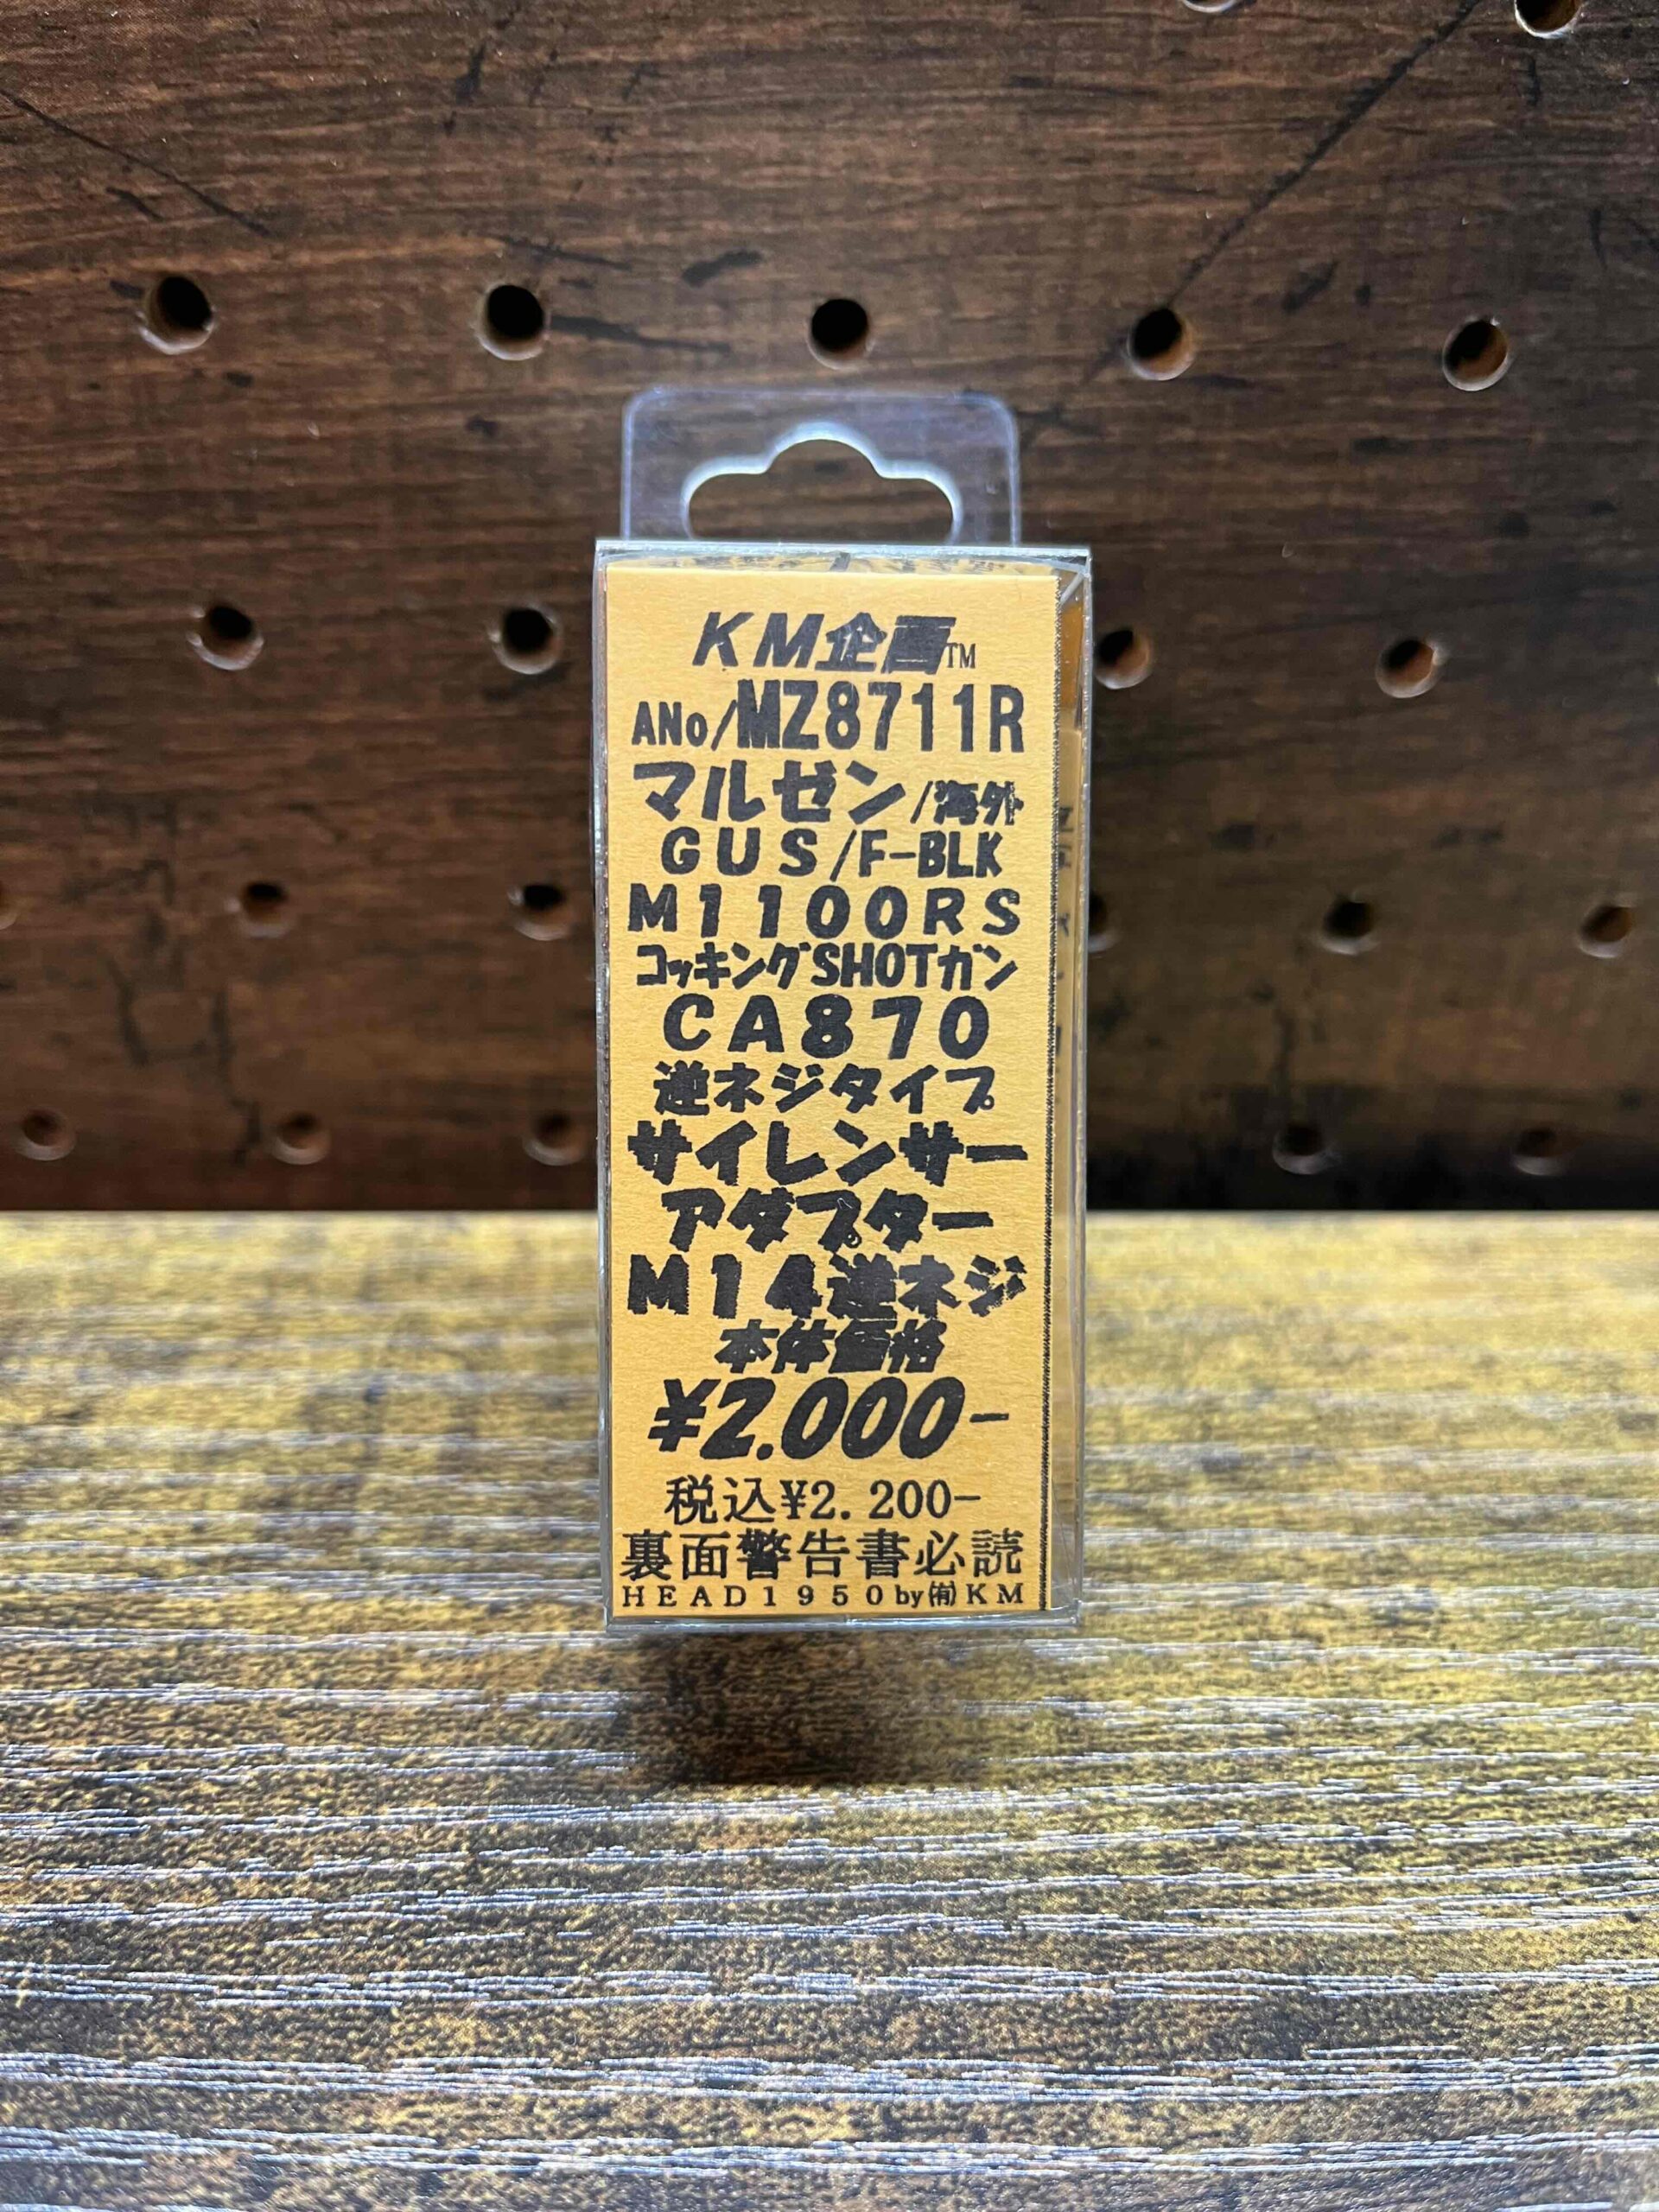 KM企画TM
ANo/MZ8711R
マルゼン/海外
GUS/F-BLK
M1100RS
コッキングSHOTガン
CA870
逆ネジタイプ
サイレンサー
アダプター
M14逆ネジ
本体価格
¥2.000-
税込¥2.200-
裏面警告書必読
HEAD1950by㈲KM